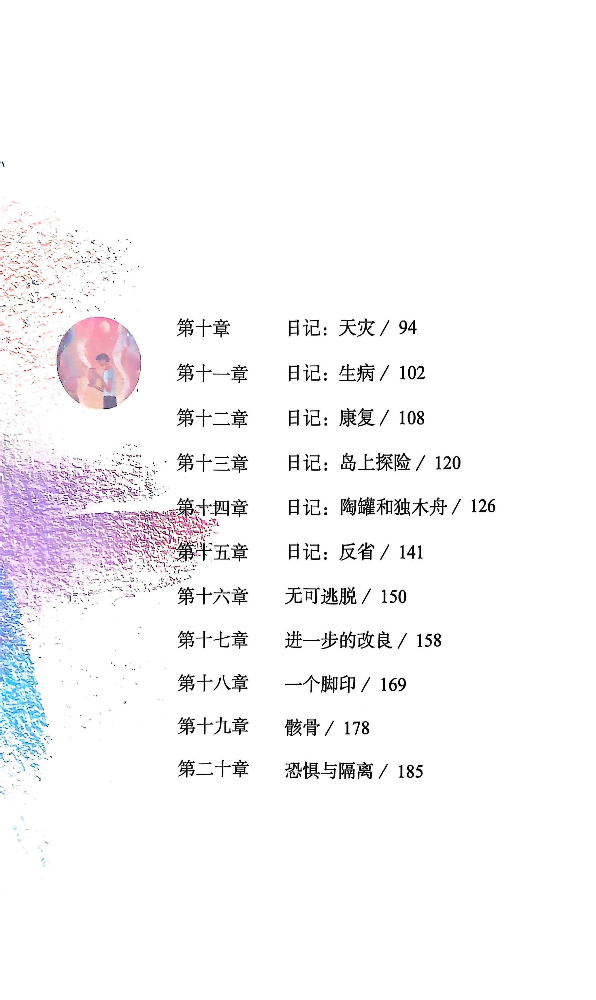 第十章 日记：天灾 / 94
第十一章 日记：生病 / 102
第十二章 日记：康复 / 108
第十三章 日记：岛上探险 / 120
第十四章 日记：陶罐和独木舟 / 126
第十五章 日记：反省 / 141
第十六章 无可逃脱 / 150
第十七章 进一步的改良 / 158
第十八章 一个脚印 / 169
第十九章 骸骨 / 178
第二十章 恐惧与隔离 / 185